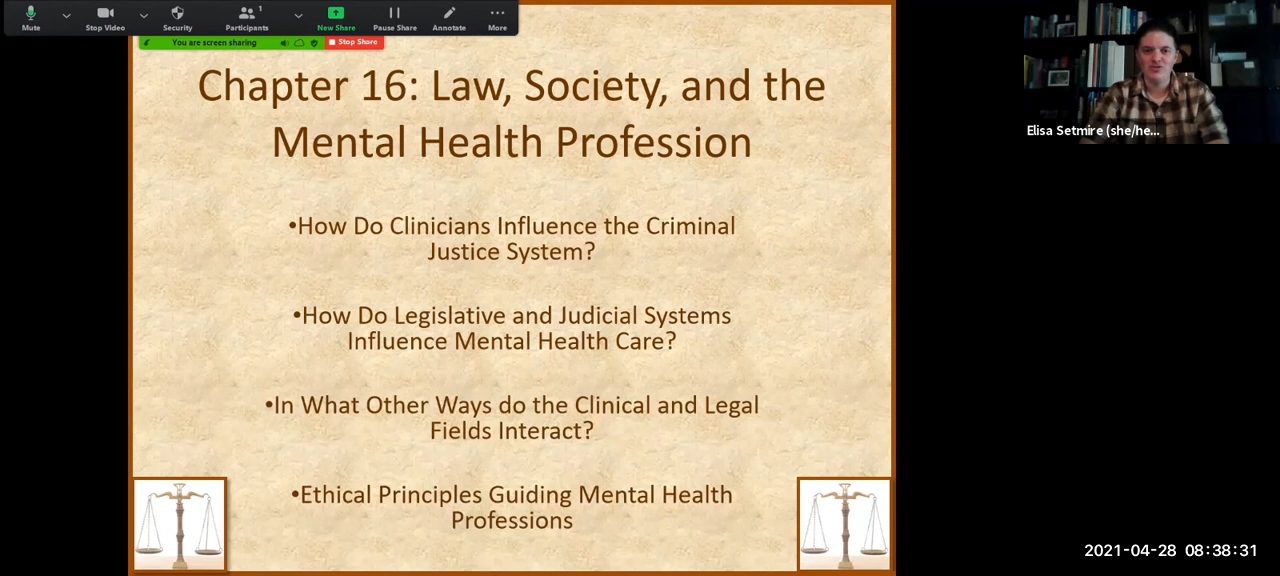 Mute
Stop Video
Security
Participants
1
New Share
Pause Share
Annotate
More
You are screen sharing
Stop Share
Chapter 16: Law, Society, and the
Mental Health Profession
•How Do Clinicians Influence the Criminal
Justice System?
•How Do Legislative and Judicial Systems
Influence Mental Health Care?
•In What Other Ways do the Clinical and Legal
Fields Interact?
•Ethical Principles Guiding Mental Health
Professions
Elisa Setmire (she/he...
2021-04-28 08:38:31